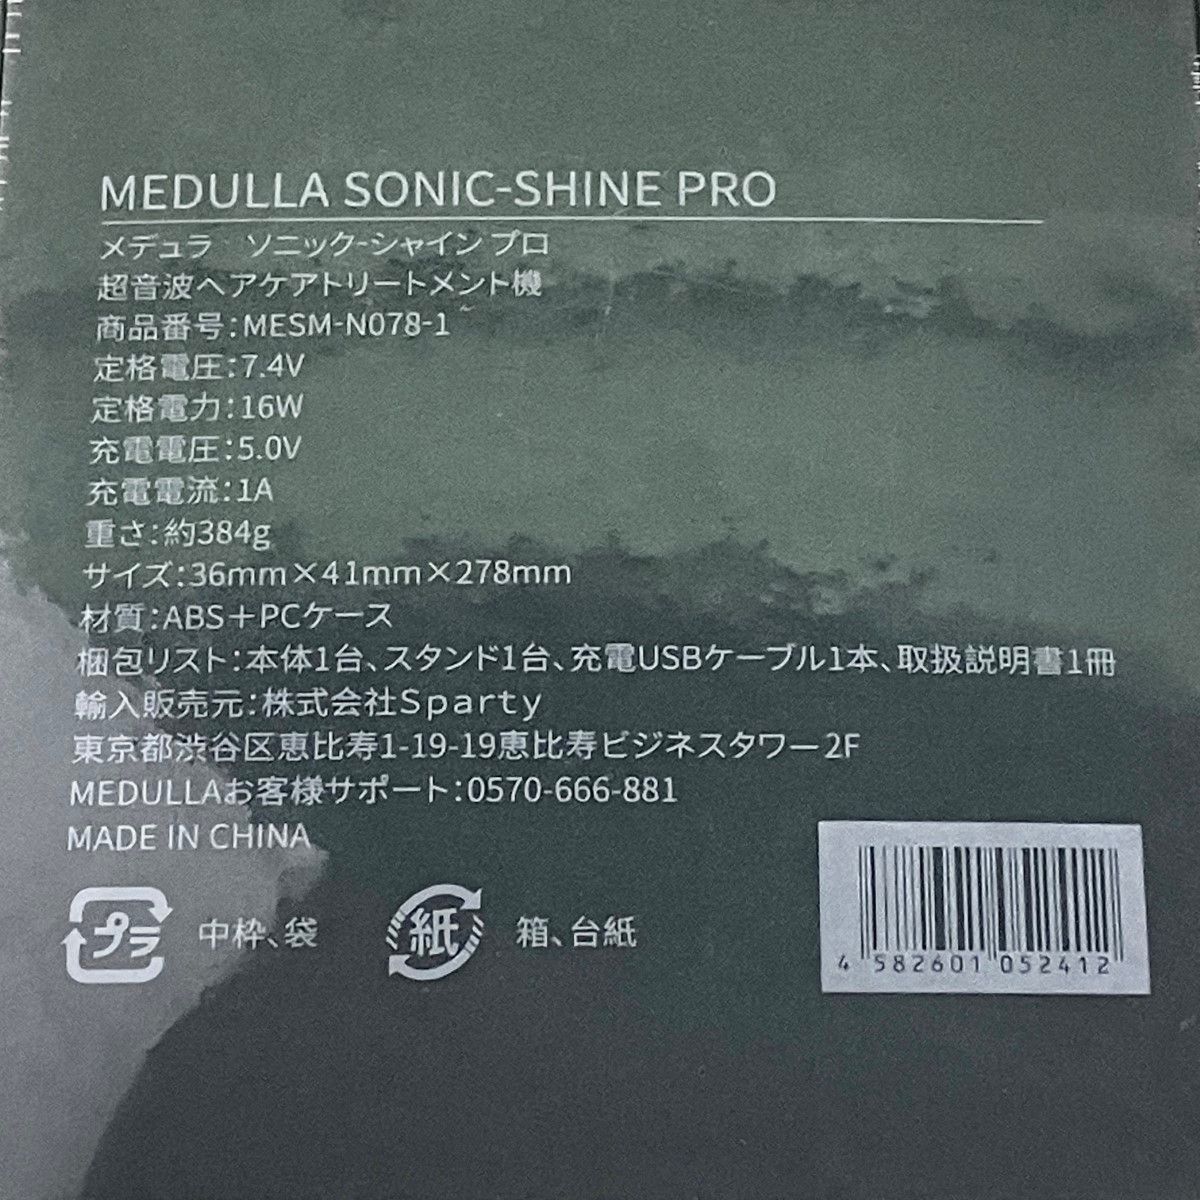 MEDULLA SONIC-SHINE PRO
メデュラ ソニック-シャイン プロ
超音波ヘアケアトリートメント機
商品番号:MESM-N078-1
定格電圧:7.4V
定格電力:16W
充電電圧:5.0V
充電電流:1A
重さ:約384g
サイズ:36mm×41mm×278mm
材質:ABS+PCケース
梱包リスト:本体1台、スタンド1台、充電USBケーブル1本、取扱説明書1冊
輸入販売元:株式会社Sparty
東京都渋谷区恵比寿1-19-19恵比寿ビジネスタワー2F
MEDULLAお客様サポート:0570-666-881
MADE IN CHINA
プラ 中枠、袋 紙 箱、台紙
4 582601 052412